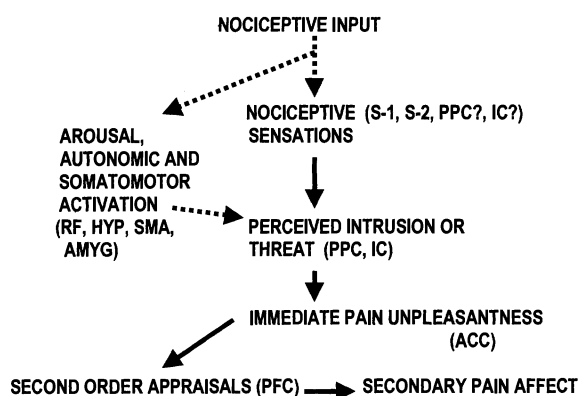 NOCICEPTIVE INPUT
NOCICEPTIVE (S-1, S-2, PPC?, IC?)
SENSATIONS
AROUSAL,
AUTONOMIC AND
SOMATOMOTOR
ACTIVATION
(RF, HYP, SMA,
AMYG)
PERCEIVED INTRUSION OR
THREAT (PPC, IC)
IMMEDIATE PAIN UNPLEASANTNESS
(ACC)
SECOND ORDER APPRAISALS (PFC)
SECONDARY PAIN AFFECT